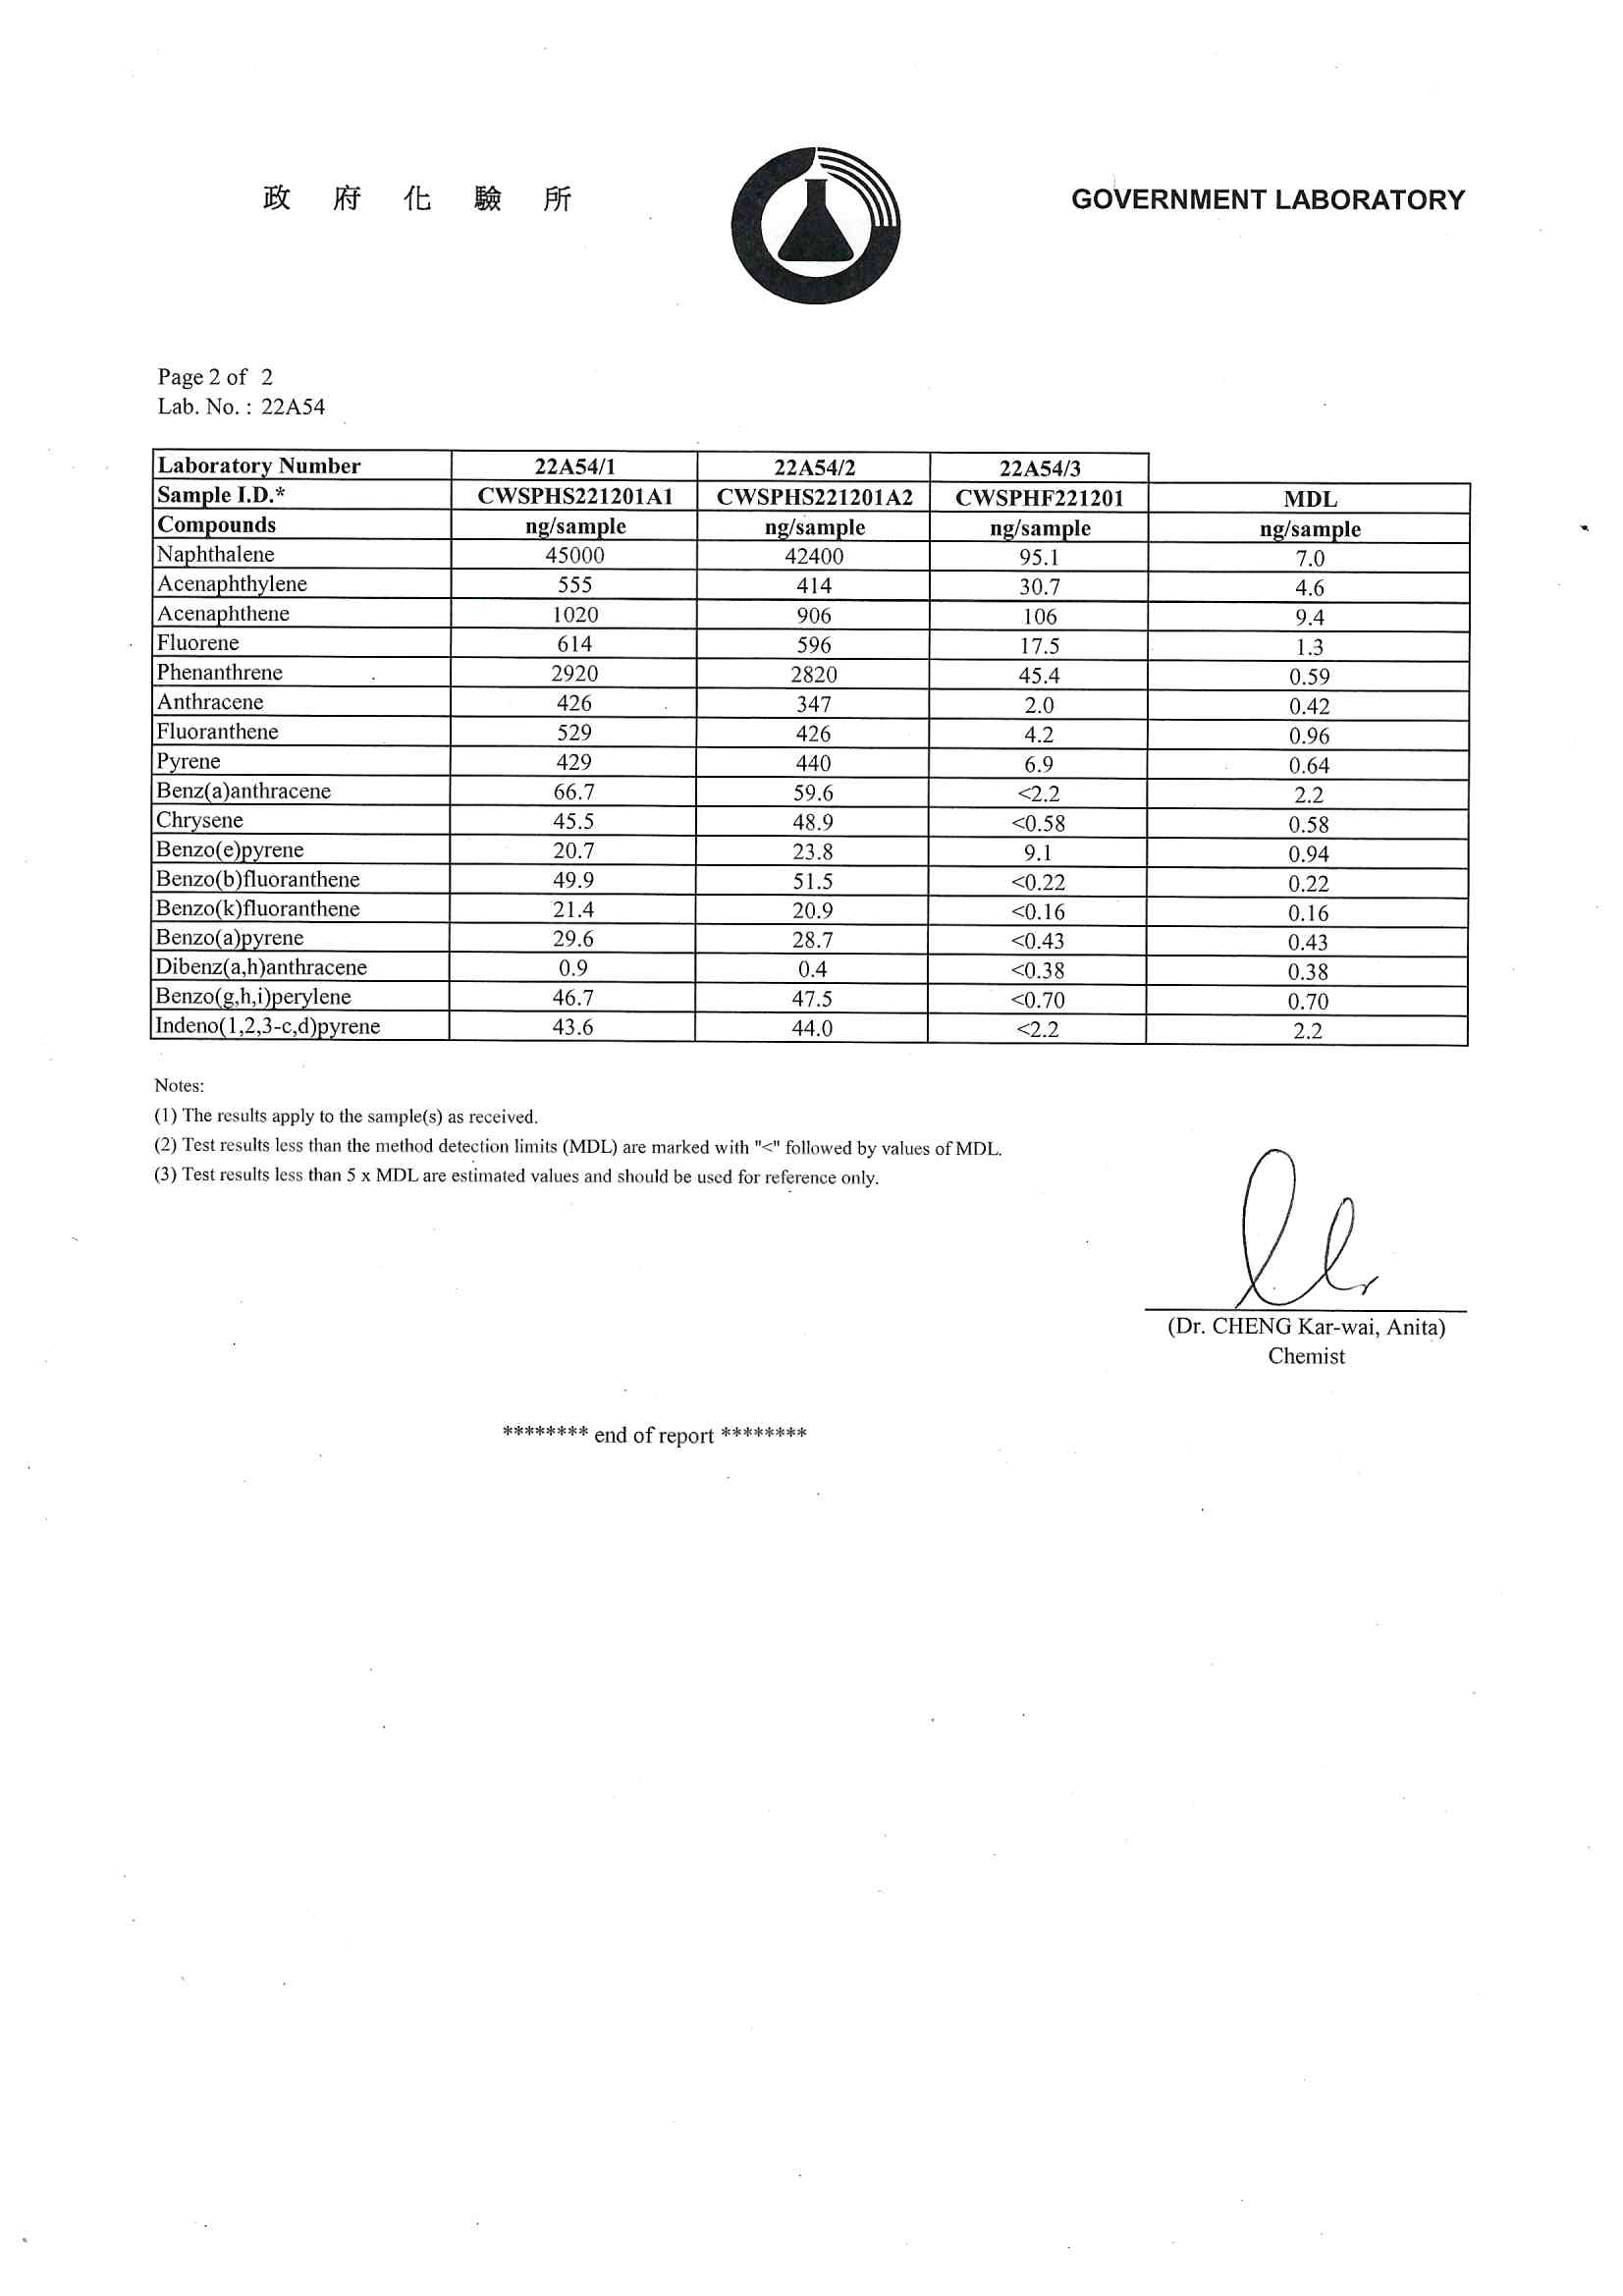 政 府 化 驗 所
GOVERNMENT LABORATORY
Page 2 of 2
Lab. No. : 22A54
Laboratory Number 22A54/1 22A54/2 22A54/3
Sample I.D.* CWSPHS221201A1 CWSPHS221201A2 CWSPHF221201 MDL
Compounds ng/sample ng/sample ng/sample ng/sample
Naphthalene 45000 42400 95.1 7.0
Acenaphthylene 555 414 30.7 4.6
Acenaphthene 1020 906 106 9.4
Fluorene 614 596 17.5 1.3
Phenanthrene 2920 2820 45.4 0.59
Anthracene 426 347 2.0 0.42
Fluoranthene 529 426 4.2 0.96
Pyrene 429 440 6.9 0.64
Benz(a)anthracene 66.7 59.6 <2.2 2.2
Chrysene 45.5 48.9 <0.58 0.58
Benzo(e)pyrene 20.7 23.8 9.1 0.94
Benzo(b)fluoranthene 49.9 51.5 <0.22 0.22
Benzo(k)fluoranthene 21.4 20.9 <0.16 0.16
Benzo(a)pyrene 29.6 28.7 <0.43 0.43
Dibenz(a,h)anthracene 0.9 0.4 <0.38 0.38
Benzo(g,h,i)perylene 46.7 47.5 <0.70 0.70
Indeno(1,2,3-c,d)pyrene 43.6 44.0 <2.2 2.2
Notes:
(1) The results apply to the sample(s) as received.
(2) Test results less than the method detection limits (MDL) are marked with "<" followed by values of MDL.
(3) Test results less than 5 x MDL are estimated values and should be used for reference only.
(Dr. CHENG Kar-wai, Anita)
Chemist
******** end of report ********